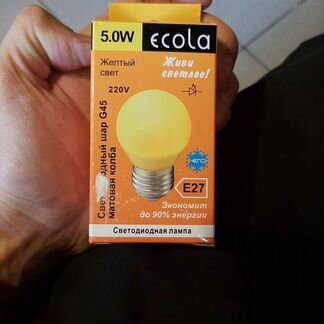 5.0W
ecola
Желтый
свет
Живи
светлее!
220V
Светодиодный шар G45
матовая колба
-40°C
E27
Экономит
до 90% энергии
Светодиодная лампа